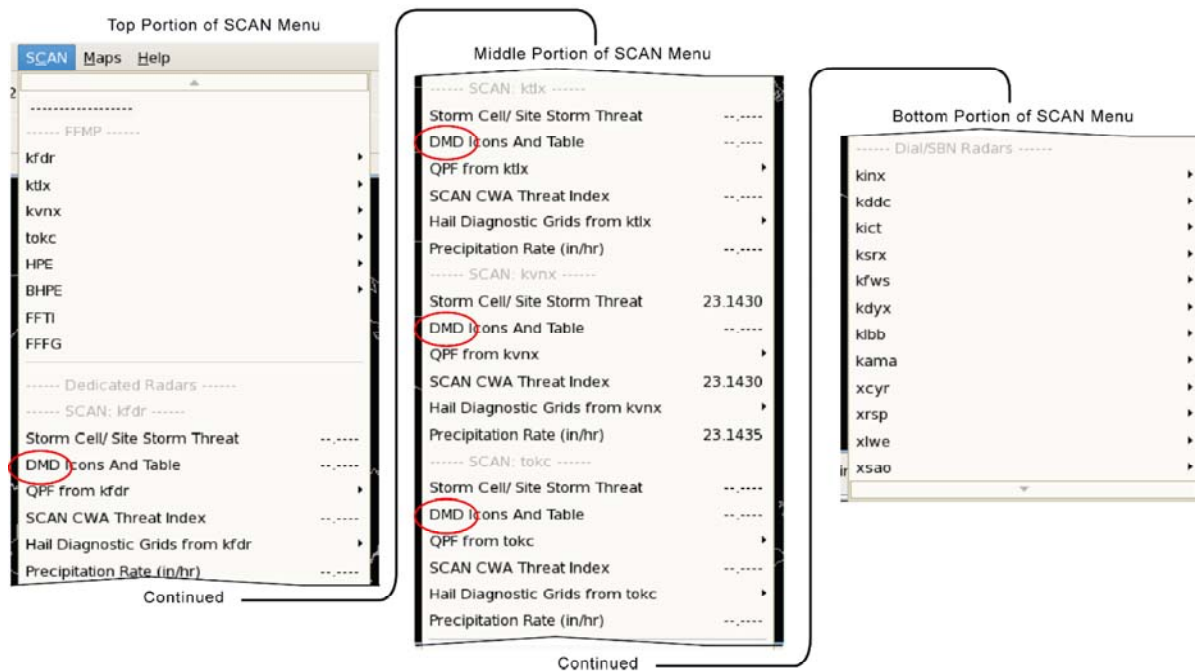 Top Portion of SCAN Menu
SCAN Maps Help
2
------------------
------ FFMP ------
kfdr
ktlx
kvnx
tokc
HPE
BHPE
FFTI
FFFG
------ Dedicated Radars ------
------ SCAN: kfdr ------
Storm Cell/ Site Storm Threat --.----
DMD Icons And Table --.----
QPF from kfdr
SCAN CWA Threat Index --.----
Hail Diagnostic Grids from kfdr
Precipitation Rate (in/hr) --.----
Continued
Middle Portion of SCAN Menu
------ SCAN: ktlx ------
Storm Cell/ Site Storm Threat --.----
DMD Icons And Table --.----
QPF from ktlx
SCAN CWA Threat Index --.----
Hail Diagnostic Grids from ktlx
Precipitation Rate (in/hr) --.----
------ SCAN: kvnx ------
Storm Cell/ Site Storm Threat 23.1430
DMD Icons And Table --.----
QPF from kvnx
SCAN CWA Threat Index 23.1430
Hail Diagnostic Grids from kvnx
Precipitation Rate (in/hr) 23.1435
------ SCAN: tokc ------
Storm Cell/ Site Storm Threat --.----
DMD Icons And Table --.----
QPF from tokc
SCAN CWA Threat Index --.----
Hail Diagnostic Grids from tokc
Precipitation Rate (in/hr) --.----
Continued
Bottom Portion of SCAN Menu
------ Dial/SBN Radars ------
kinx
kddc
kict
ksrx
kfws
kdyx
klbb
kama
xcyr
xrsp
xlwe
xsao